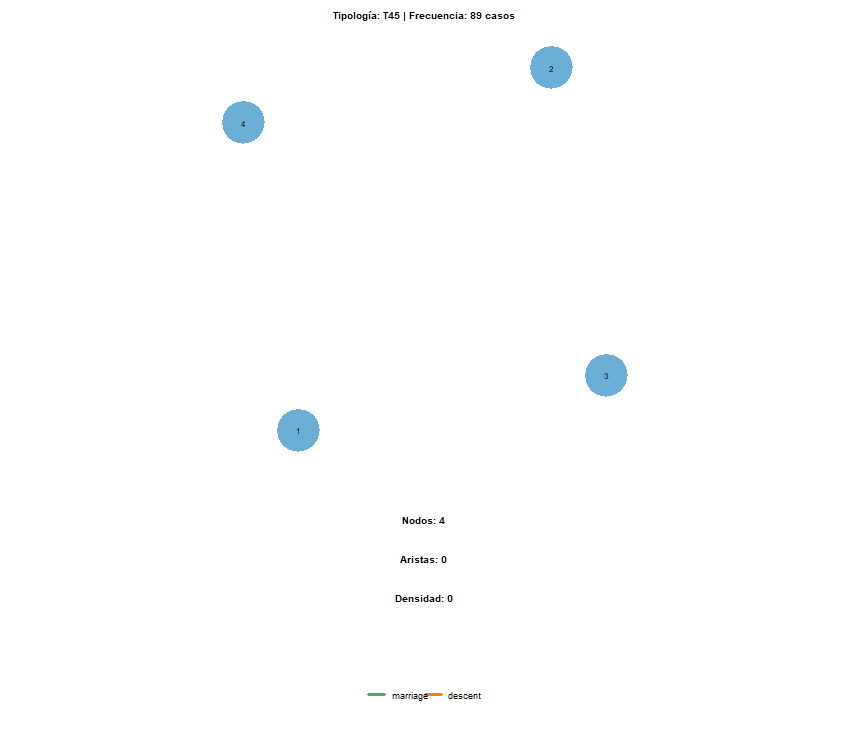 Tipología: T45 | Frecuencia: 89 casos
2
4
3
1
Nodos: 4
Aristas: 0
Densidad: 0
marriage descent